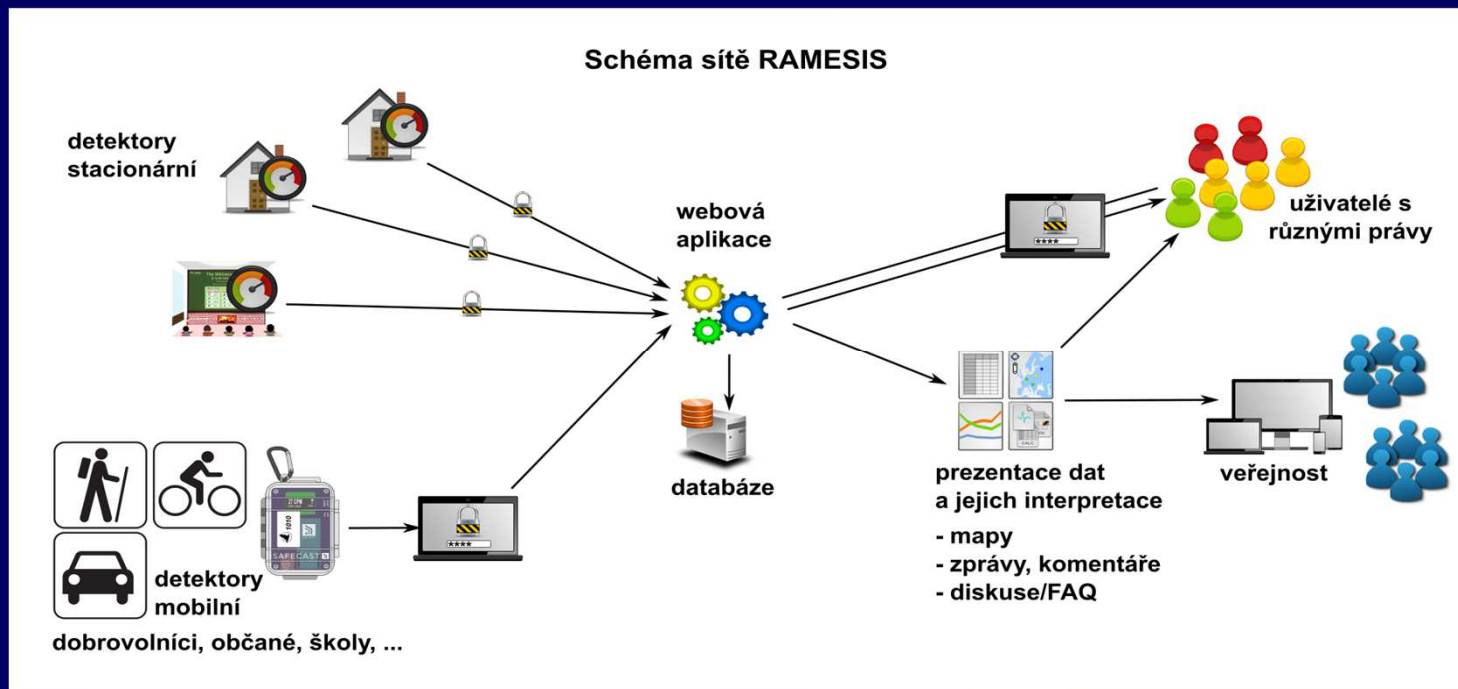 Schéma sítě RAMESIS
detektory
stacionární
webová
aplikace
****
uživatelé s
různými právy
databáze
prezentace dat
a jejich interpretace
- mapy
- zprávy, komentáře
- diskuse/FAQ
veřejnost
1010
SAFECAST
****
detektory
mobilní
dobrovolníci, občané, školy, ...